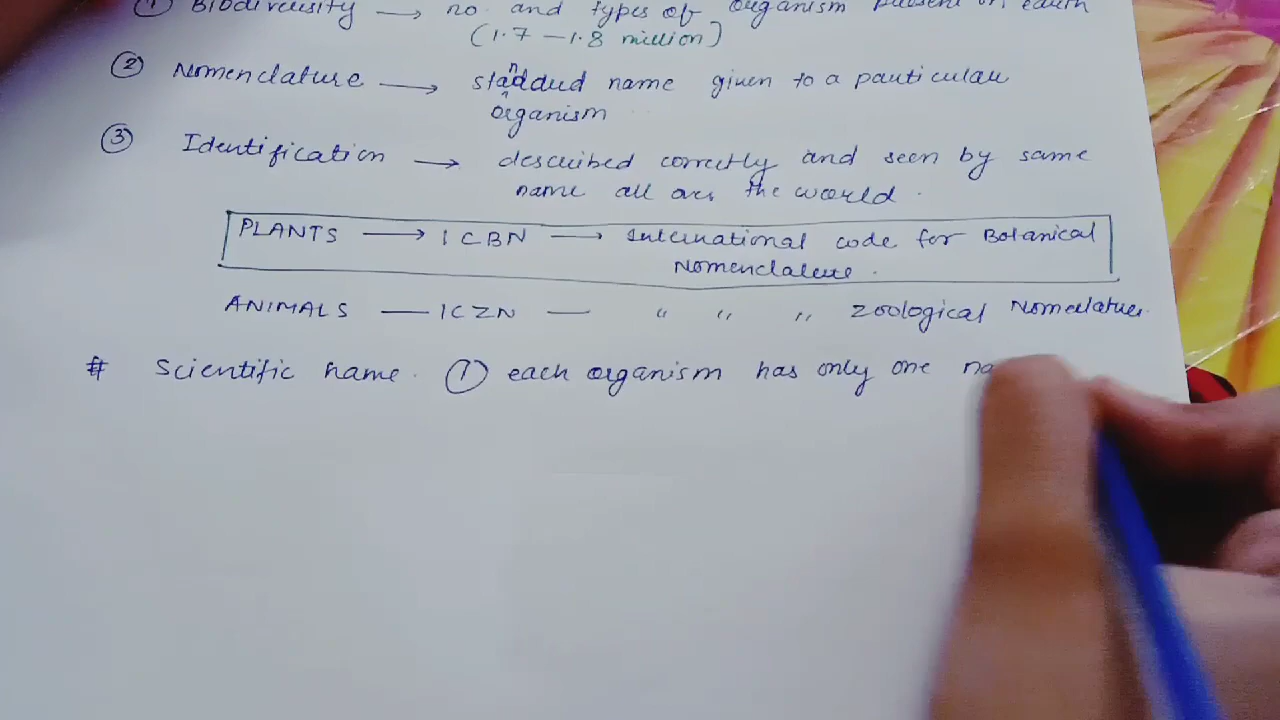 ① Biodiversity → no. and types of organism present on earth
(1.7 – 1.8 million)
② Nomenclature → standard name given to a particular
organism
③ Identification → described correctly and seen by same
name all over the world.
PLANTS → ICBN → International code for Botanical
Nomenclature.
ANIMALS — ICZN — " " " Zoological Nomenclature.
# Scientific name. ① each organism has only one na